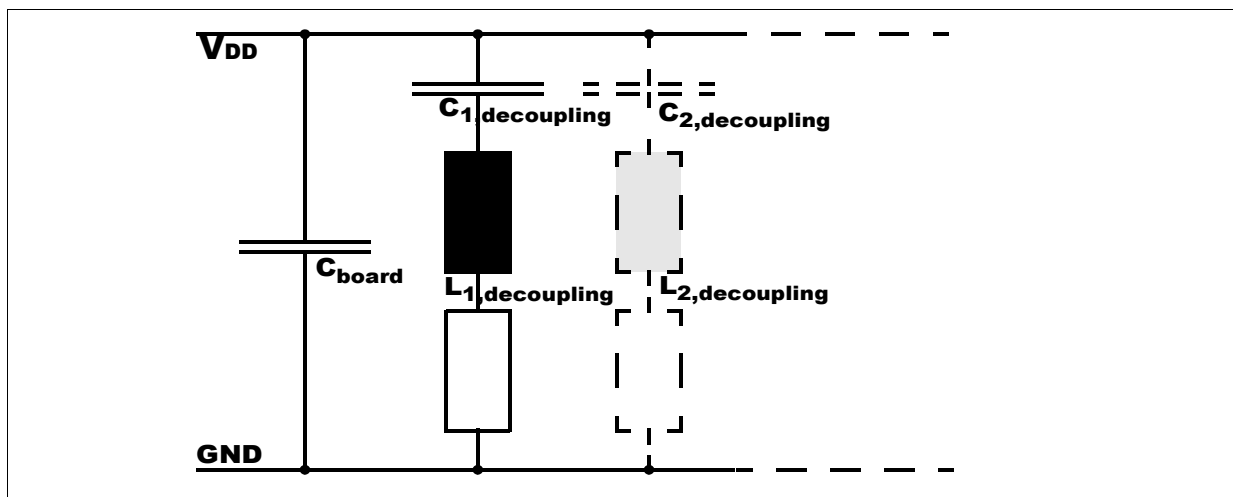 VDD
C1,decoupling
C2,decoupling
Cboard
L1,decoupling
L2,decoupling
GND